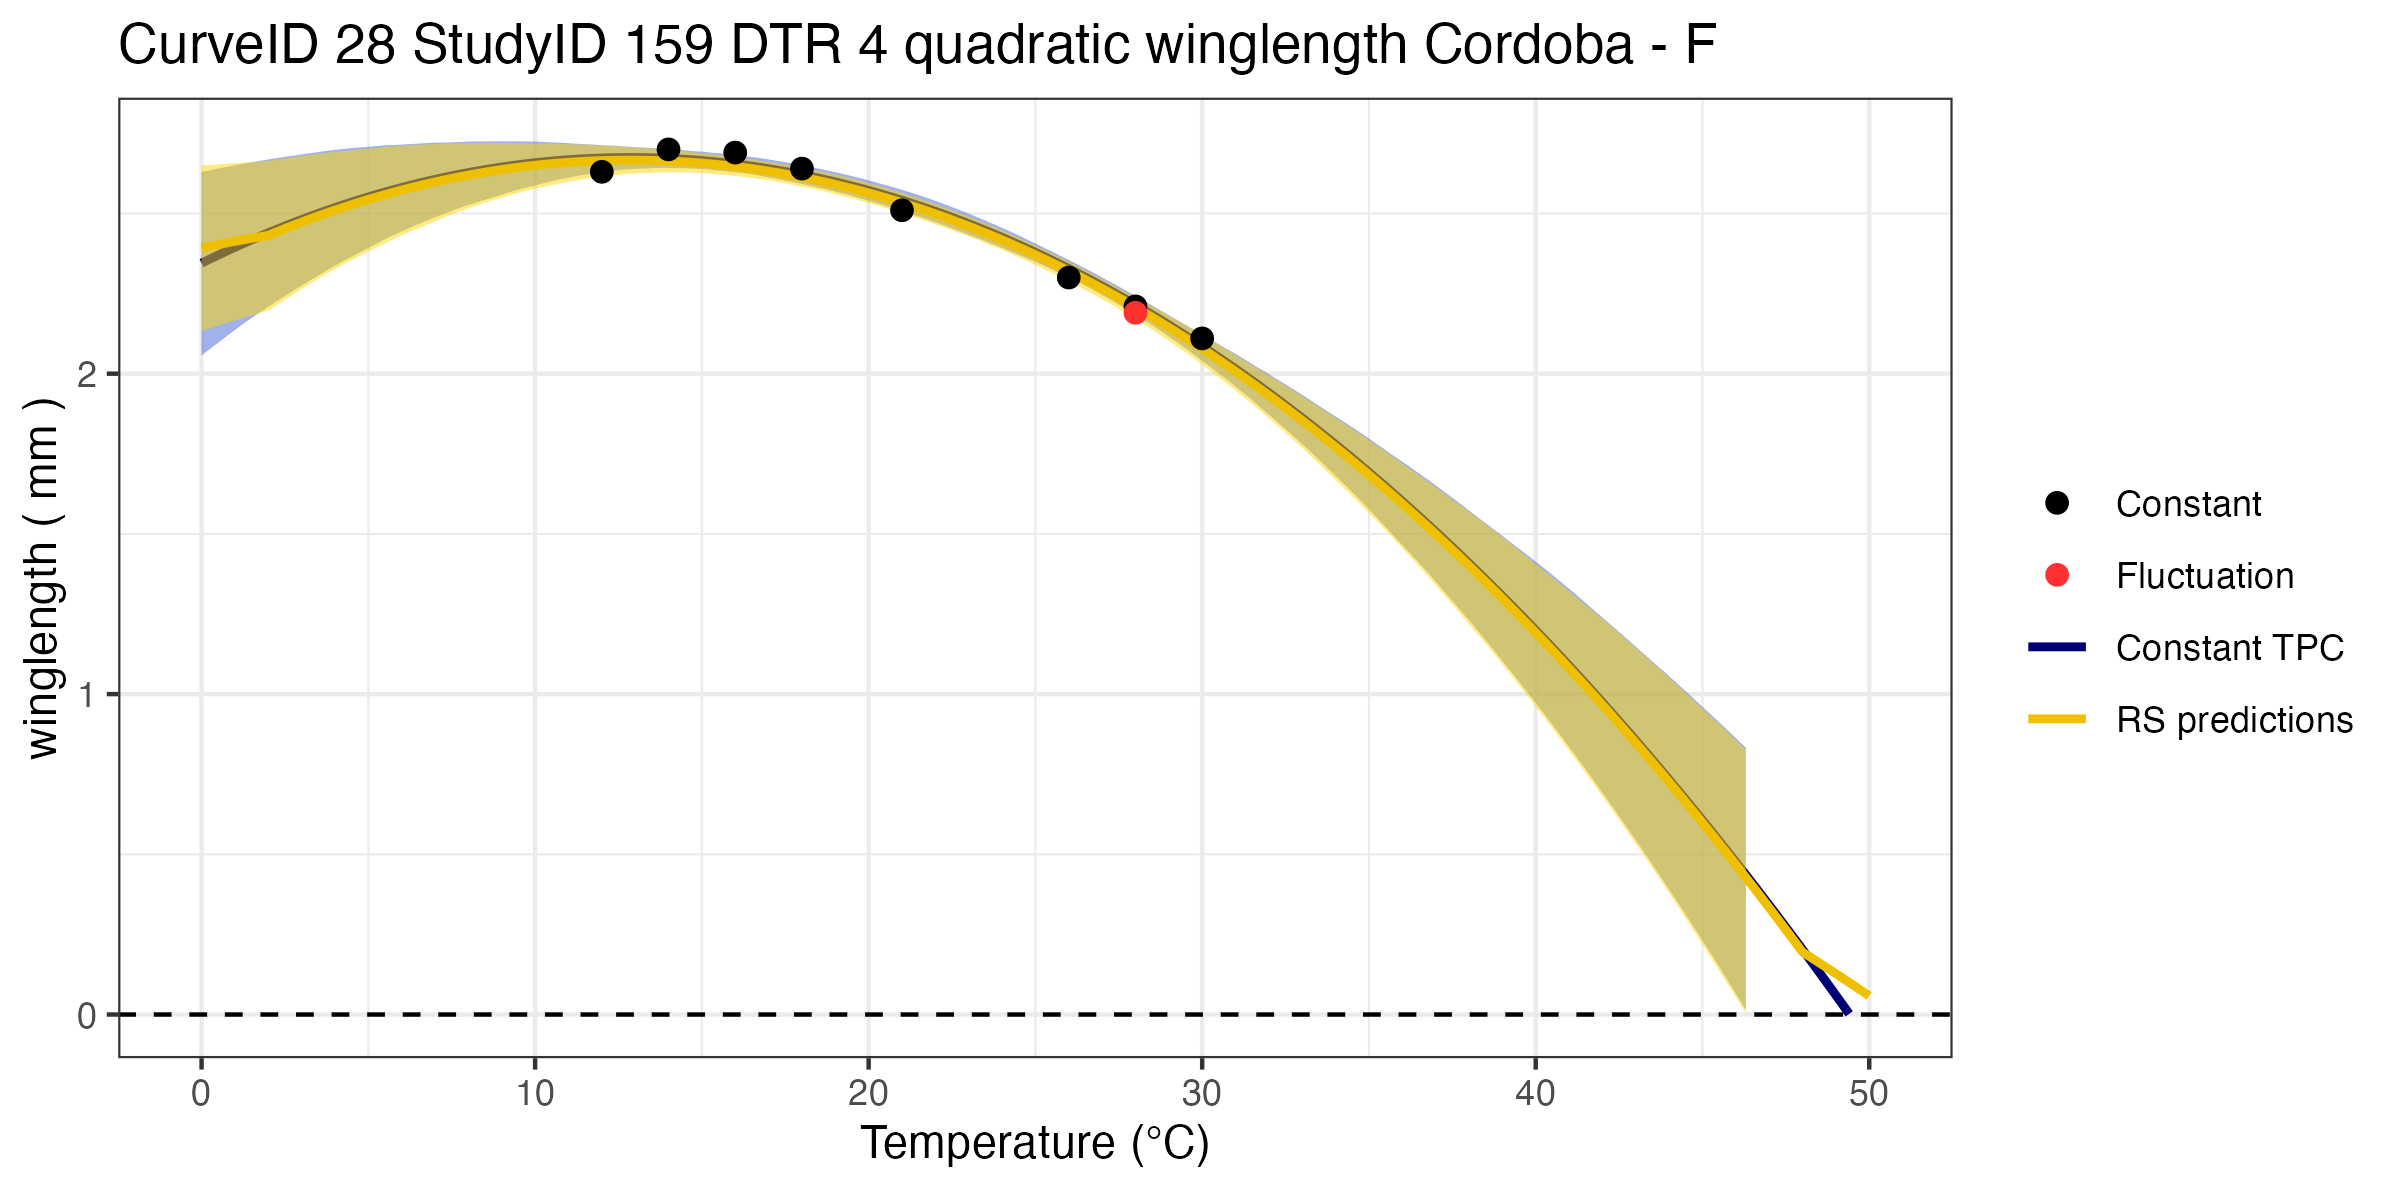 CurveID 28 StudyID 159 DTR 4 quadratic winglength Cordoba - F
winglength ( mm )
2
1
0
0 10 20 30 40 50
Temperature (°C)
Constant
Fluctuation
Constant TPC
RS predictions